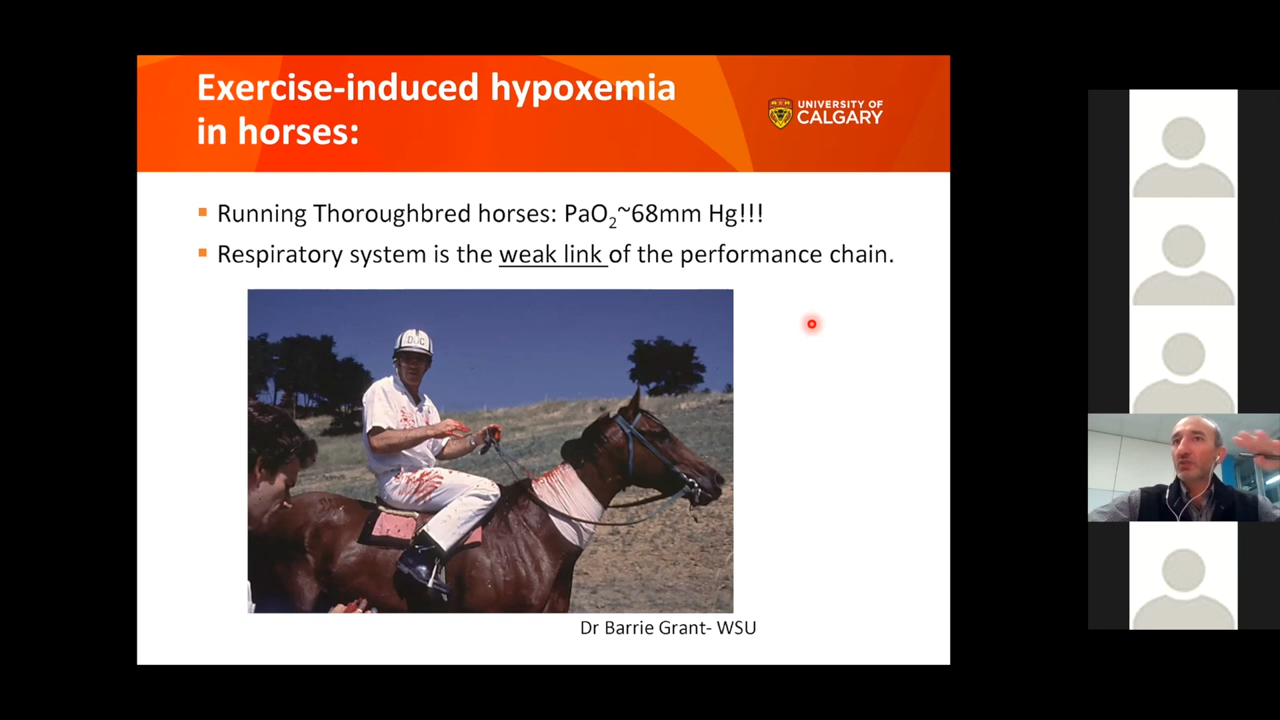 Exercise-induced hypoxemia
in horses:
UNIVERSITY OF
CALGARY
▪ Running Thoroughbred horses: PaO₂~68mm Hg!!!
▪ Respiratory system is the weak link of the performance chain.
DUC
Dr Barrie Grant- WSU